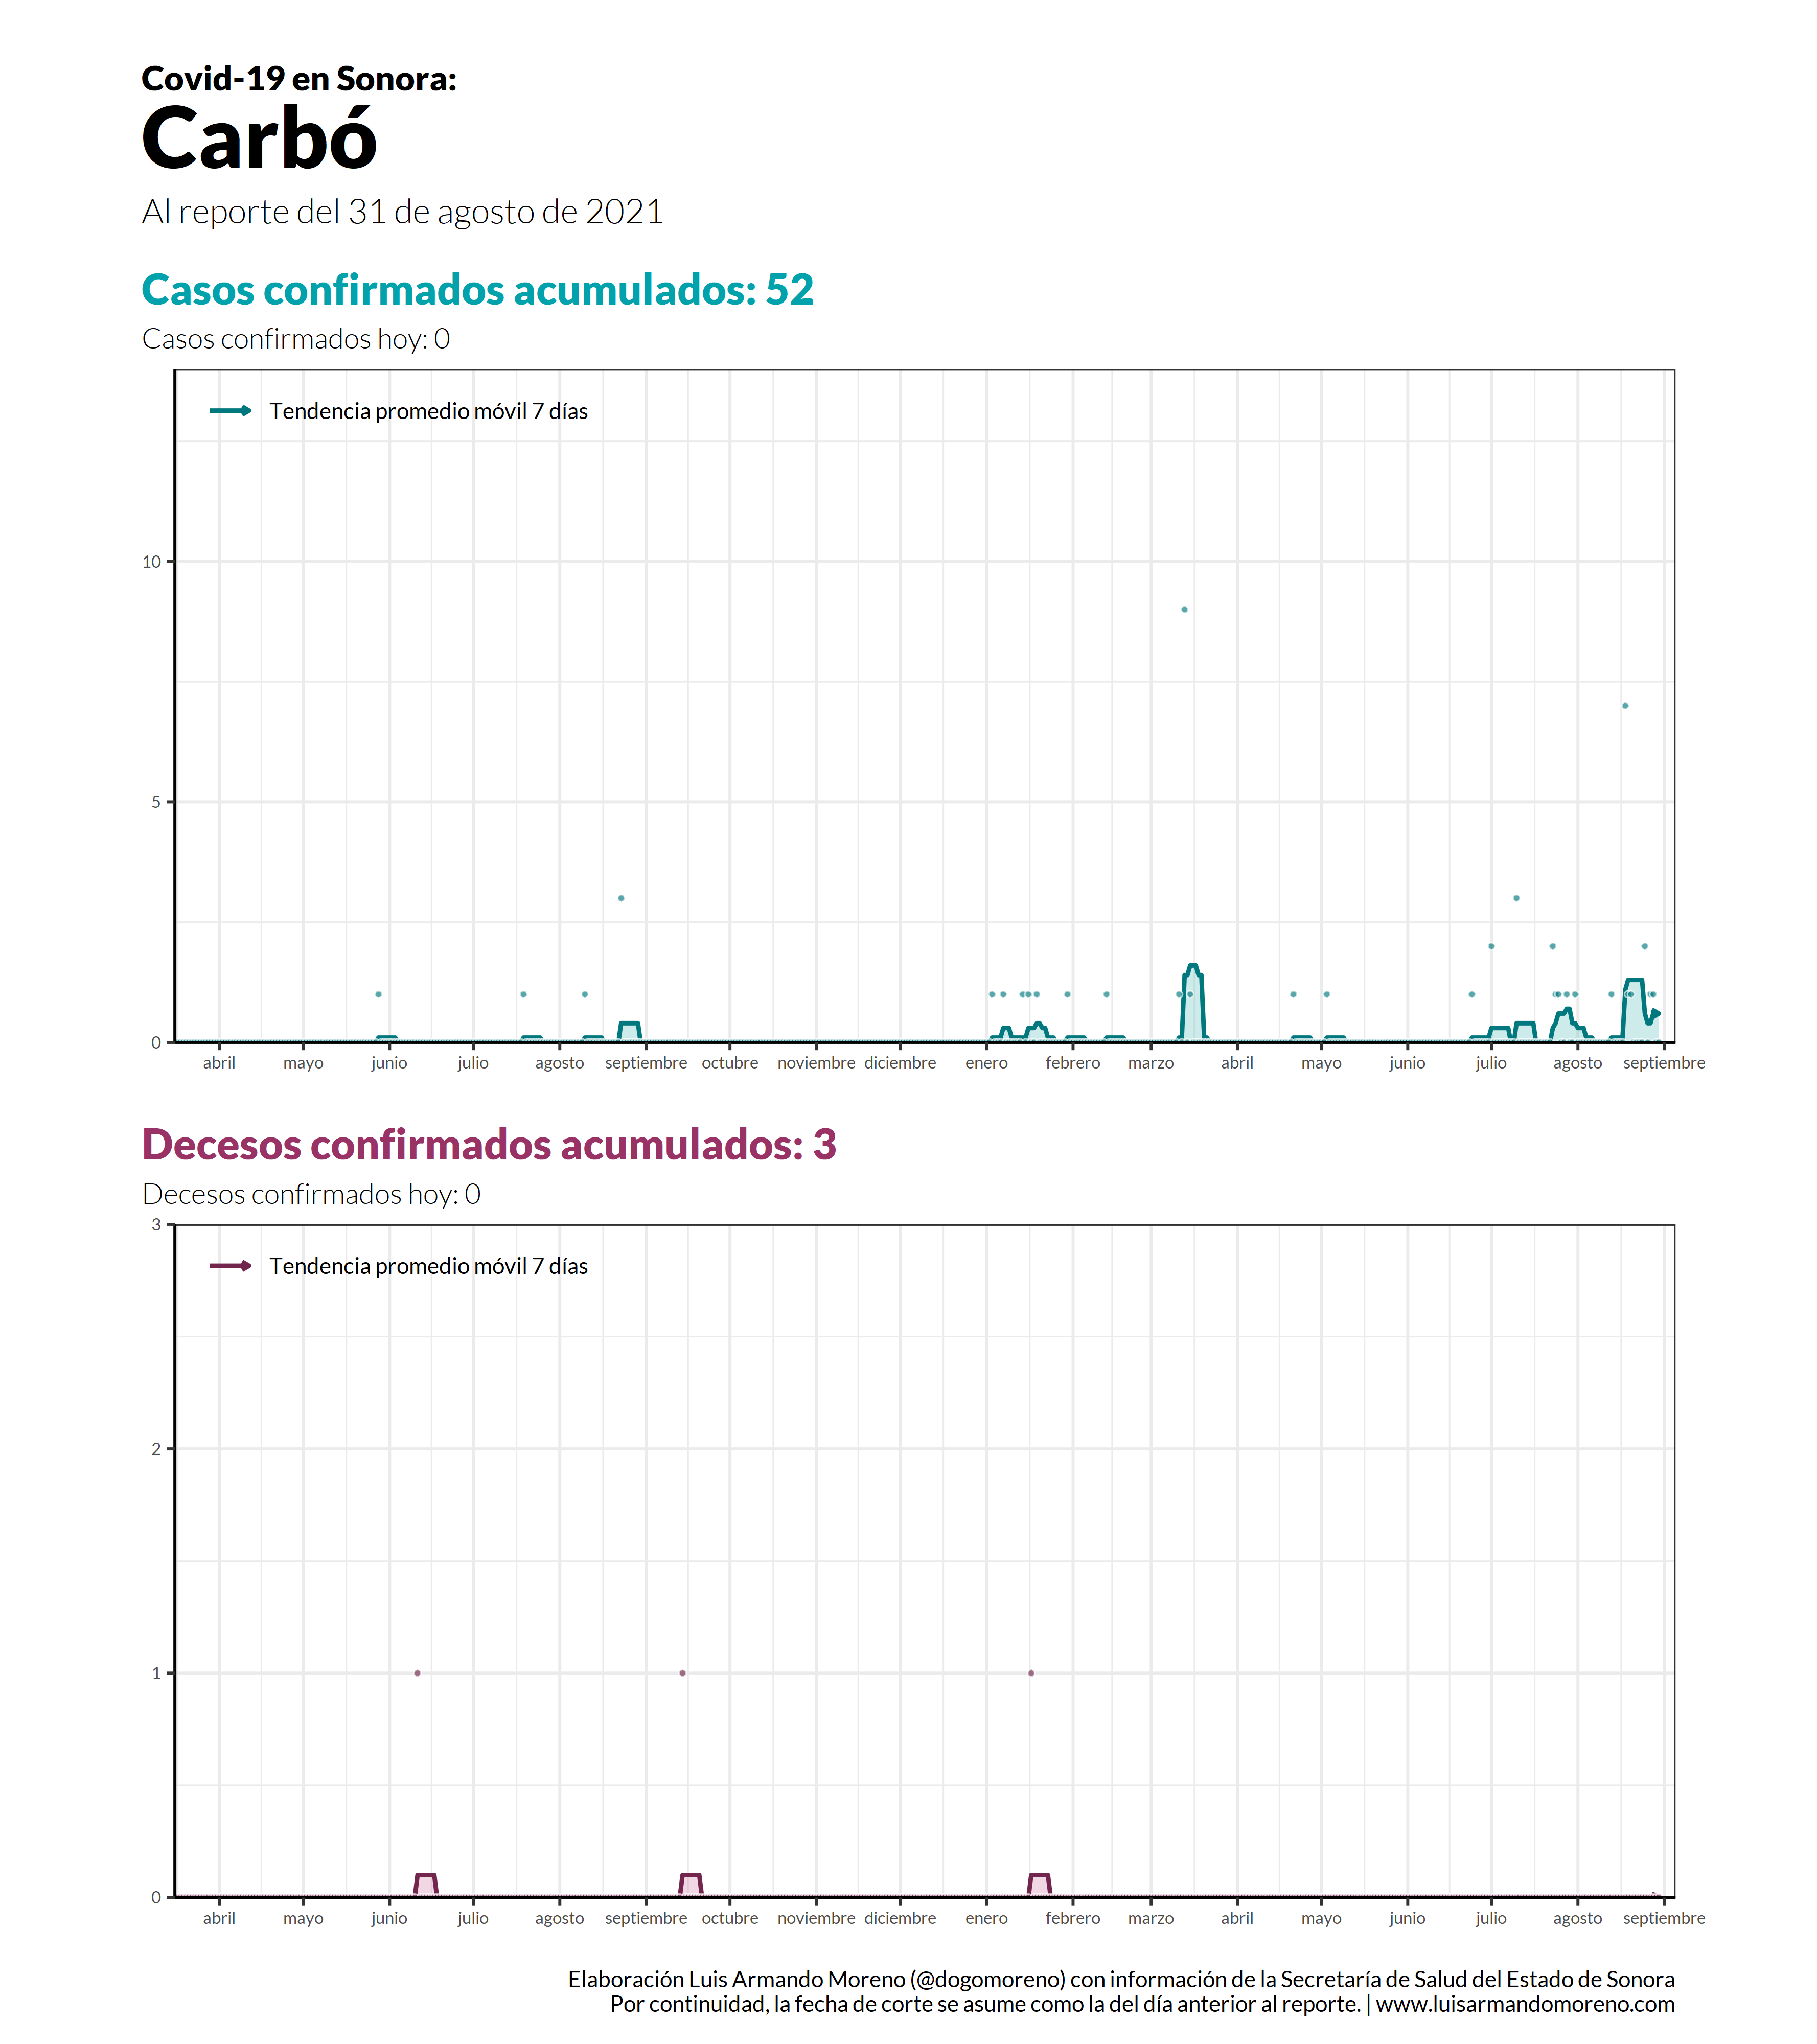 Covid-19 en Sonora:
Carbó
Al reporte del 31 de agosto de 2021
Casos confirmados acumulados: 52
Casos confirmados hoy: 0
Tendencia promedio móvil 7 días
10
5
0
abril mayo junio julio agosto septiembre octubre noviembre diciembre enero febrero marzo abril mayo junio julio agosto septiembre
Decesos confirmados acumulados: 3
Decesos confirmados hoy: 0
3
Tendencia promedio móvil 7 días
2
1
0
abril mayo junio julio agosto septiembre octubre noviembre diciembre enero febrero marzo abril mayo junio julio agosto septiembre
Elaboración Luis Armando Moreno (@dogomoreno) con información de la Secretaría de Salud del Estado de Sonora
Por continuidad, la fecha de corte se asume como la del día anterior al reporte. | www.luisarmandomoreno.com